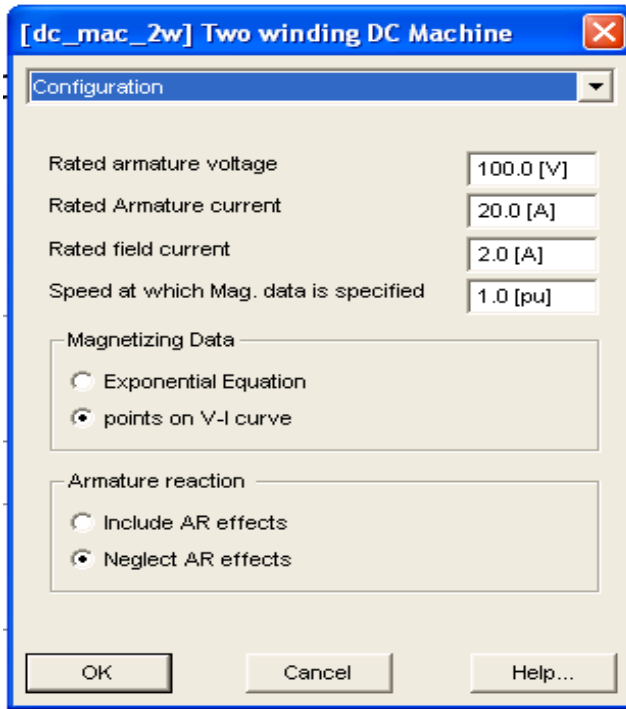 [dc_mac_2w] Two winding DC Machine
Configuration
Rated armature voltage 100.0 [V]
Rated Armature current 20.0 [A]
Rated field current 2.0 [A]
Speed at which Mag. data is specified 1.0 [pu]
Magnetizing Data
Exponential Equation
points on V-I curve
Armature reaction
Include AR effects
Neglect AR effects
OK Cancel Help...